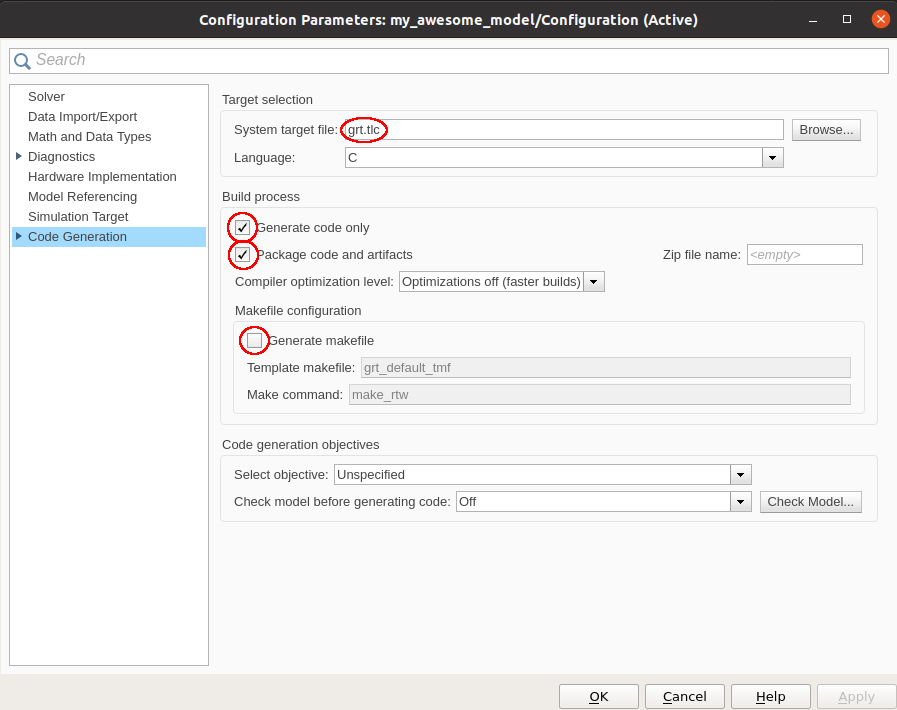 Configuration Parameters: my_awesome_model/Configuration (Active)
Search
Solver
Data Import/Export
Math and Data Types
Diagnostics
Hardware Implementation
Model Referencing
Simulation Target
Code Generation
Target selection
System target file: grt.tlc Browse...
Language: C
Build process
Generate code only
Package code and artifacts Zip file name: <empty>
Compiler optimization level: Optimizations off (faster builds)
Makefile configuration
Generate makefile
Template makefile: grt_default_tmf
Make command: make_rtw
Code generation objectives
Select objective: Unspecified
Check model before generating code: Off Check Model...
OK Cancel Help Apply